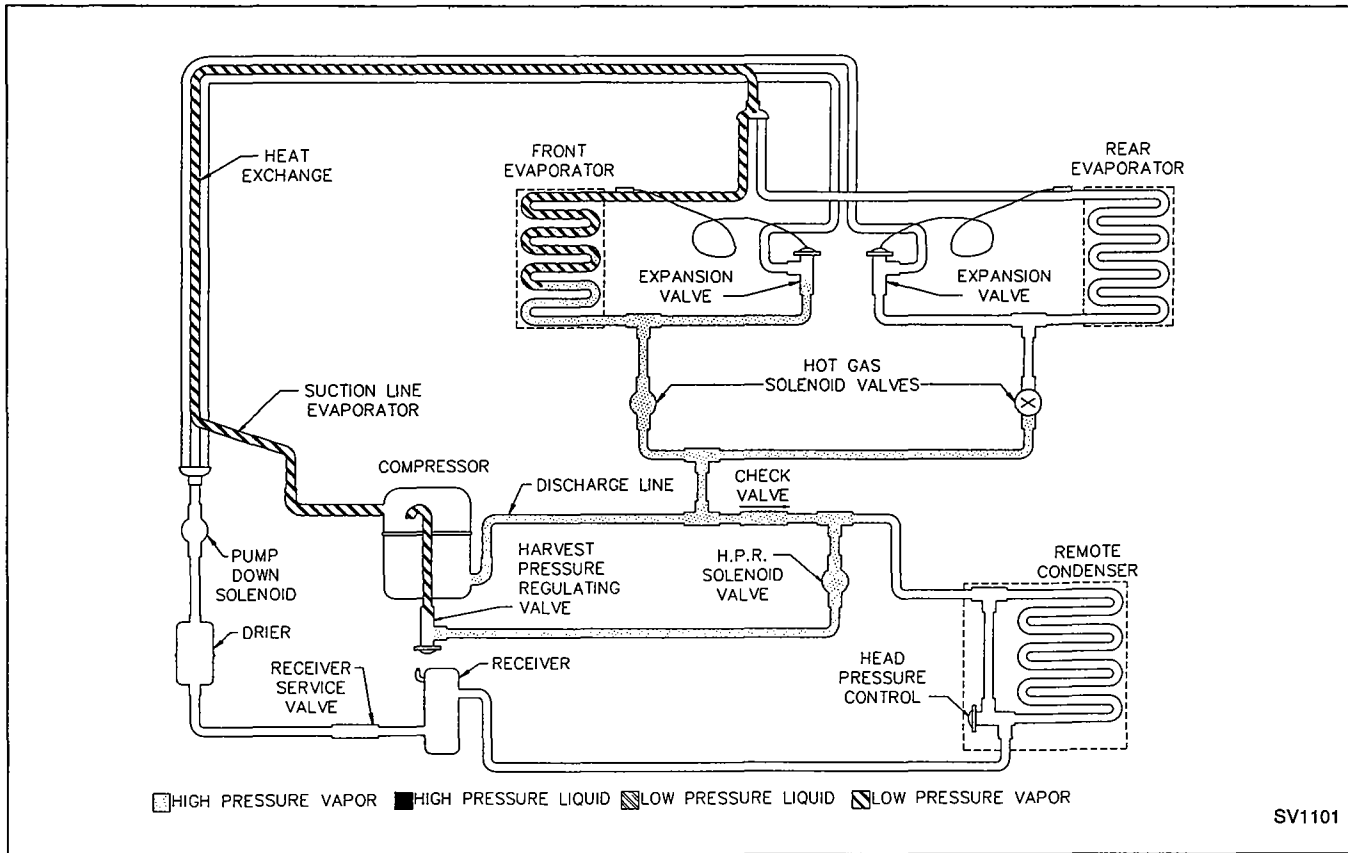 FRONT
EVAPORATOR
REAR
EVAPORATOR
HEAT
EXCHANGE
EXPANSION
VALVE
EXPANSION
VALVE
HOT GAS
SOLENOID VALVES
SUCTION LINE
EVAPORATOR
COMPRESSOR
DISCHARGE LINE
CHECK
VALVE
PUMP
DOWN
SOLENOID
HARVEST
PRESSURE
REGULATING
VALVE
H.P.R.
SOLENOID
VALVE
REMOTE
CONDENSER
DRIER
RECEIVER
SERVICE
VALVE
RECEIVER
HEAD
PRESSURE
CONTROL
HIGH PRESSURE VAPOR HIGH PRESSURE LIQUID LOW PRESSURE LIQUID LOW PRESSURE VAPOR
SV1101